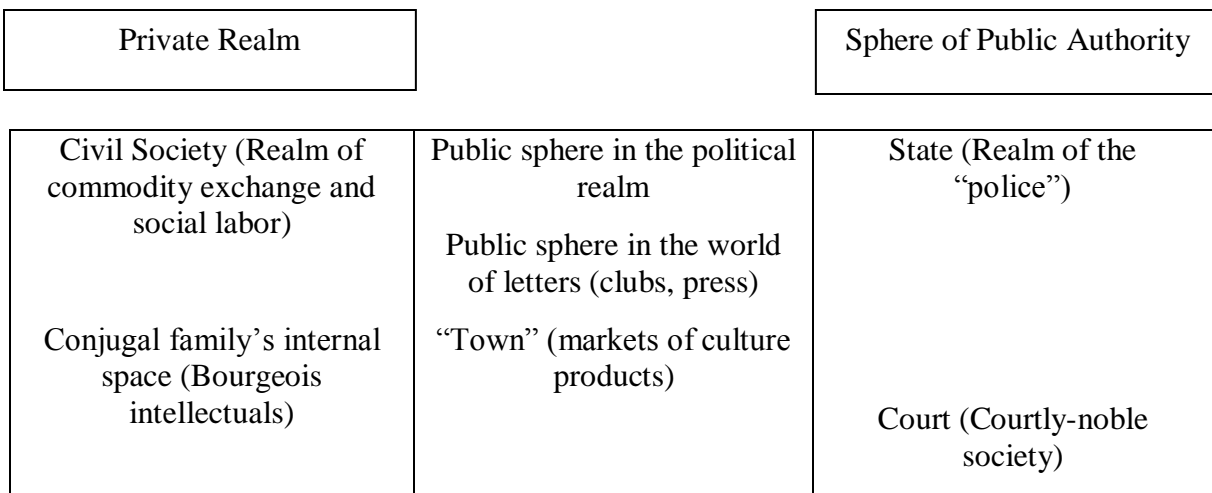 Private Realm
Sphere of Public Authority
Civil Society (Realm of
commodity exchange and
social labor)
Conjugal family’s internal
space (Bourgeois
intellectuals)
Public sphere in the political
realm
Public sphere in the world
of letters (clubs, press)
“Town” (markets of culture
products)
State (Realm of the
“police”)
Court (Courtly-noble
society)